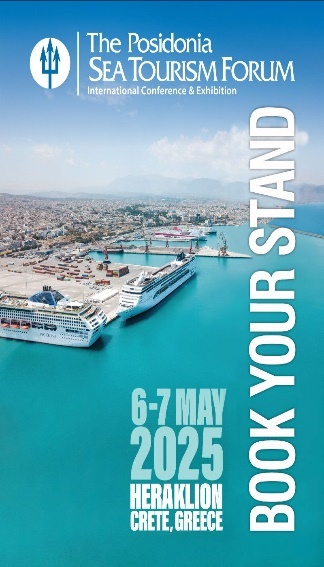 The Posidonia
SEA TOURISM FORUM
International Conference & Exhibition
BOOK YOUR STAND
6-7 MAY
2025
HERAKLION
CRETE, GREECE